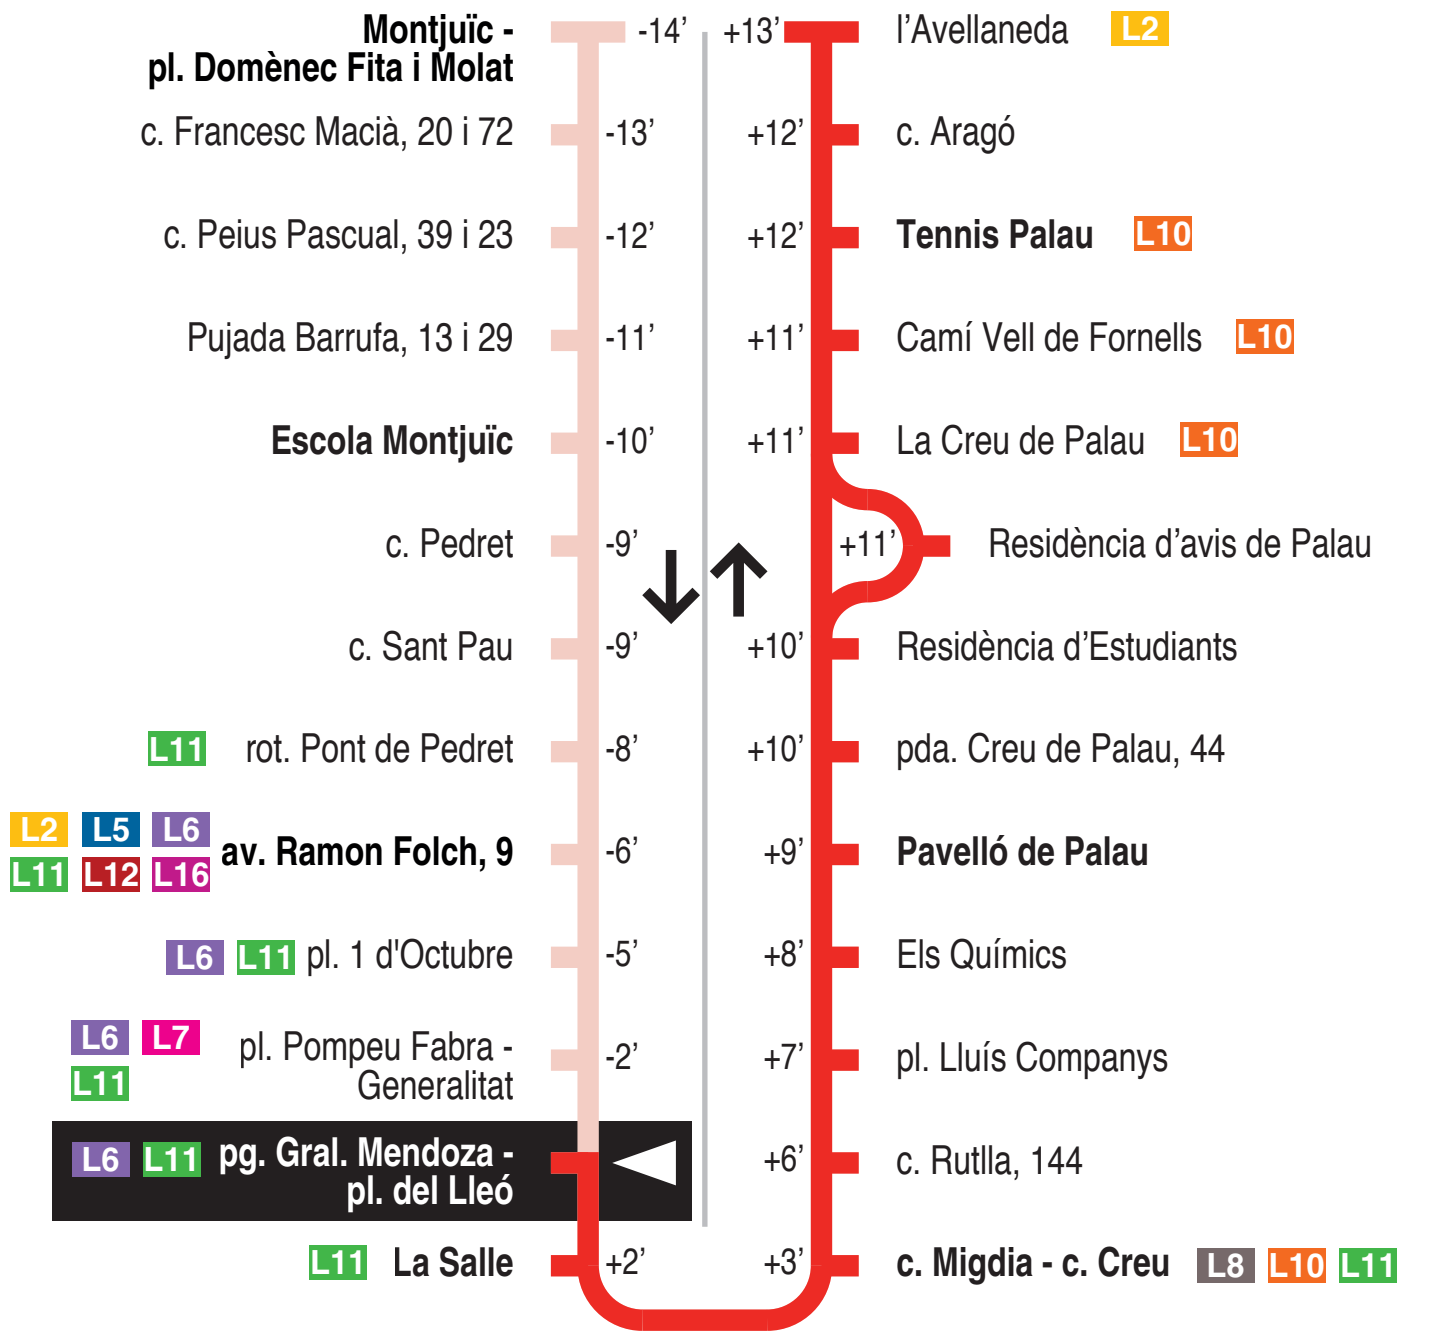 Montjuïc -
pl. Domènec Fita i Molat
-14’
c. Francesc Macià, 20 i 72 -13’
c. Peius Pascual, 39 i 23 -12’
Pujada Barrufa, 13 i 29 -11’
Escola Montjuïc -10’
c. Pedret -9’
c. Sant Pau -9’
L11 rot. Pont de Pedret -8’
L2 L5 L6
L11 L12 L16
av. Ramon Folch, 9 -6’
L6 L11 pl. 1 d'Octubre -5’
L6 L7
L11
pl. Pompeu Fabra -
Generalitat
-2’
L6 L11 pg. Gral. Mendoza -
pl. del Lleó
L11 La Salle +2’
+13’ l’Avellaneda L2
+12’ c. Aragó
+12’ Tennis Palau L10
+11’ Camí Vell de Fornells L10
+11’ La Creu de Palau L10
+11’ Residència d’avis de Palau
+10’ Residència d’Estudiants
+10’ pda. Creu de Palau, 44
+9’ Pavelló de Palau
+8’ Els Químics
+7’ pl. Lluís Companys
+6’ c. Rutlla, 144
+3’ c. Migdia - c. Creu L8 L10 L11